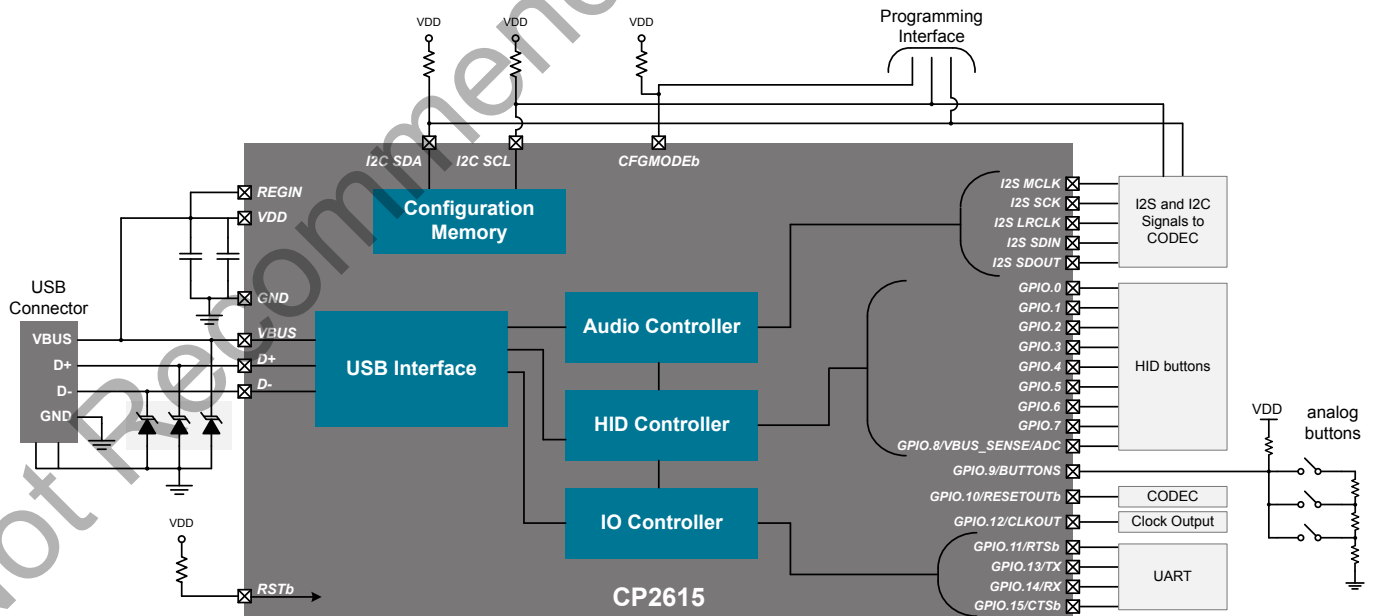 Not Recommenc
Programming
Interface
VDD
VDD
VDD
I2C SDA
I2C SCL
CFGMODEb
REGIN
VDD
GND
VBUS
D+
D-
RSTb
VDD
USB
Connector
VBUS
D+
D-
GND
Configuration
Memory
USB Interface
Audio Controller
HID Controller
IO Controller
CP2615
I2S MCLK
I2S SCK
I2S LRCLK
I2S SDIN
I2S SDOUT
I2S and I2C
Signals to
CODEC
GPIO.0
GPIO.1
GPIO.2
GPIO.3
GPIO.4
GPIO.5
GPIO.6
GPIO.7
GPIO.8/VBUS_SENSE/ADC
HID buttons
GPIO.9/BUTTONS
VDD
analog
buttons
GPIO.10/RESETOUTb
CODEC
GPIO.12/CLKOUT
Clock Output
GPIO.11/RTSb
GPIO.13/TX
GPIO.14/RX
GPIO.15/CTSb
UART